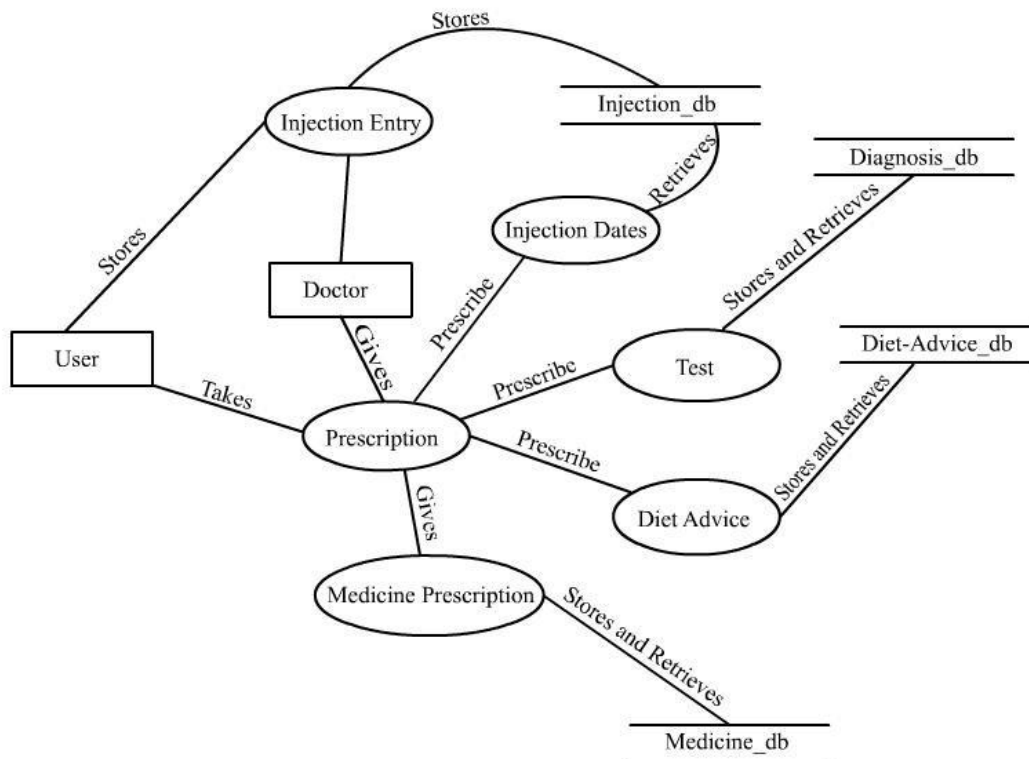 Stores
Injection Entry
Injection_db
Retrieves
Diagnosis_db
Stores
Injection Dates
Stores and Retrieves
Doctor
Prescribe
Diet-Advice_db
User
Gives
Prescribe
Test
Takes
Prescription
Prescribe
Stores and Retrieves
Gives
Diet Advice
Medicine Prescription
Stores and Retrieves
Medicine_db